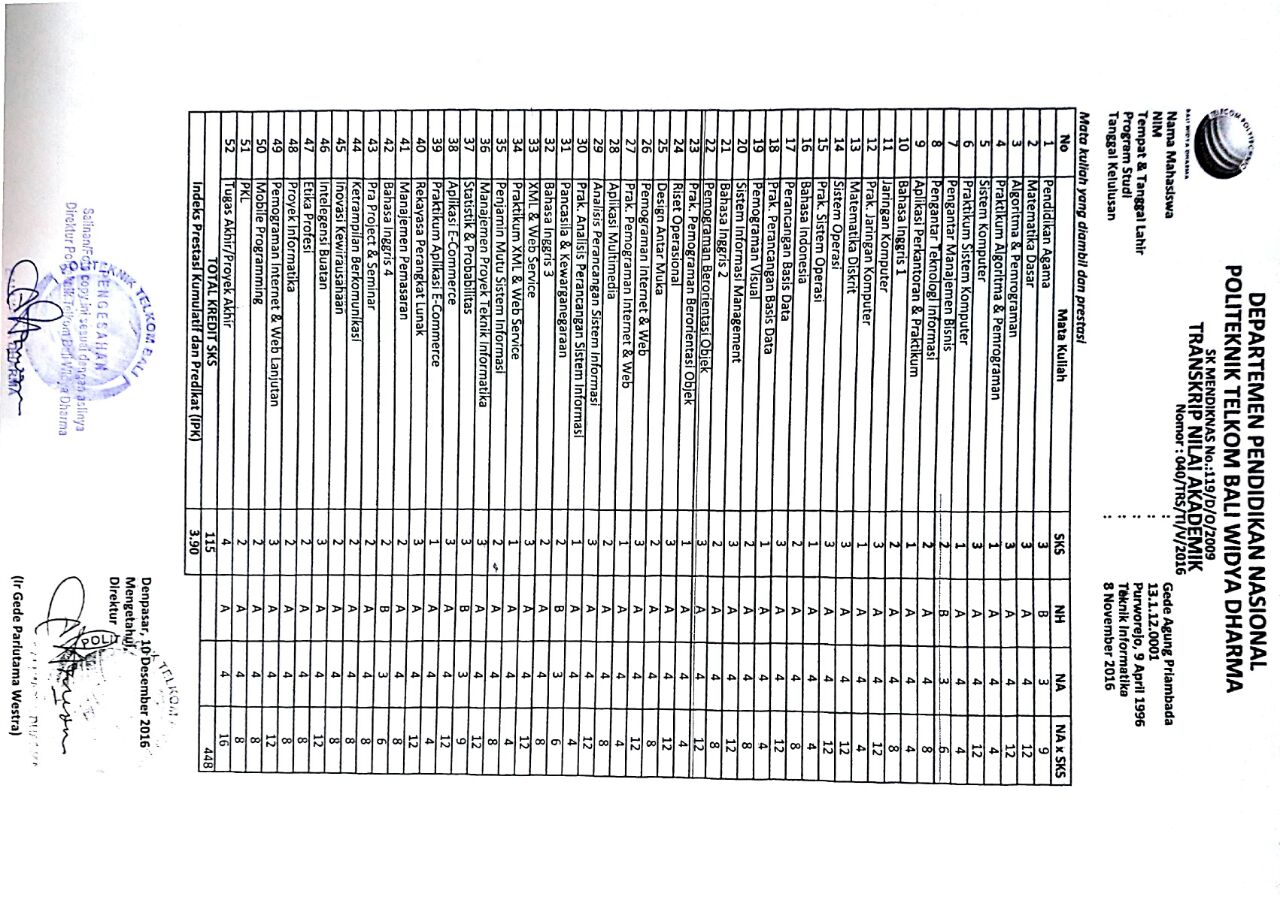 DEPARTEMEN PENDIDIKAN NASIONAL
POLITEKNIK TELKOM BALI WIDYA DHARMA
SK MENDIKNAS No.:119/D/O/2009
TRANSKRIP NILAI AKADEMIK
Nomor : 040/TRS/TI/V/2016
BALI WIDYA DHARMA
Nama Mahasiswa : Gede Agung Priambada
NIM : 13.1.12.0001
Tempat & Tanggal Lahir : Purworejo, 9 April 1996
Program Studi : Teknik Informatika
Tanggal Kelulusan : 8 November 2016
Mata kuliah yang diambil dan prestasi
No Mata Kuliah SKS NH NA NA x SKS
1 Pendidikan Agama 3 B 3 9
2 Matematika Dasar 3 A 4 12
3 Algoritma & Pemrograman 3 A 4 12
4 Praktikum Algoritma & Pemrograman 1 A 4 4
5 Sistem Komputer 3 A 4 12
6 Praktikum Sistem Komputer 1 A 4 4
7 Pengantar Manajemen Bisnis 2 B 3 6
8 Pengantar Teknologi Informasi 2 A 4 8
9 Aplikasi Perkantoran & Praktikum 1 A 4 4
10 Bahasa Inggris 1 2 A 4 8
11 Jaringan Komputer 3 A 4 12
12 Prak. Jaringan Komputer 1 A 4 4
13 Matematika Diskrit 3 A 4 12
14 Sistem Operasi 3 A 4 12
15 Prak. Sistem Operasi 1 A 4 4
16 Bahasa Indonesia 2 A 4 8
17 Perancangan Basis Data 3 A 4 12
18 Prak. Perancangan Basis Data 1 A 4 4
19 Pemograman Visual A 4
20 Sistem Informasi Management A 4
21 Bahasa Inggris 2 2 A 4 8
22 Pemograman Berorientasi Objek 3 A 4 12
23 Prak. Pemograman Berorientasi Objek 1 A 4 4
24 Riset Operasional A 4
25 Design Antar Muka 2 A 4 8
26 Pemograman Internet & Web 3 A 4 12
27 Prak. Pemograman Internet & Web 1 A 4 4
28 Aplikasi Multimedia 2 A 4 8
29 Analisis Perancangan Sistem Informasi 3 A 4 12
30 Prak. Analisis Perancangan Sistem Informasi 1 A 4 4
31 Pancasila & Kewarganegaraan 2 B 3 6
32 Bahasa Inggris 3 2 A 4 8
33 XML & Web Service 3 A 4 12
34 Praktikum XML & Web Service 1 A 4 4
35 Penjamin Mutu Sistem Informasi 2 A 4 8
36 Manajemen Proyek Teknik Informatika 3 A 4 12
37 Statistik & Probabilitas 3 B 3 9
38 Aplikasi E-Commerce 3 A 4 12
39 Praktikum Aplikasi E-Commerce 1 A 4 4
40 Rekayasa Perangkat Lunak 3 A 4 12
41 Manajemen Pemasaran 2 A 4 8
42 Bahasa Inggris 4 2 B 3 6
43 Pra Project & Seminar 2 A 4 8
44 Ketrampilan Berkomunikasi 2 A 4 8
45 Inovasi Kewirausahaan 2 A 4 8
46 Intelegensi Buatan 3 A 4 12
47 Etika Profesi 2 A 4 8
48 Proyek Informatika 2 A 4 8
49 Pemograman Internet & Web Lanjutan 3 A 4 12
50 Mobile Programming 2 A 4 8
51 PKL 2 A 4 8
52 Tugas Akhir/Proyek Akhir 4 A 4 16
TOTAL KREDIT SKS 115 448
Indeks Prestasi Kumulatif dan Predikat (IPK) 3.90
Denpasar, 10 Desember 2016
Mengetahui,
Direktur
(Ir Gede Pariutama Westra)
TEKNIK TELKOM BALI
PENGESAHAN
Salinan/Foto copy ini sesuai dengan aslinya
Direktur Politeknik Telkom Bali Widya Dharma